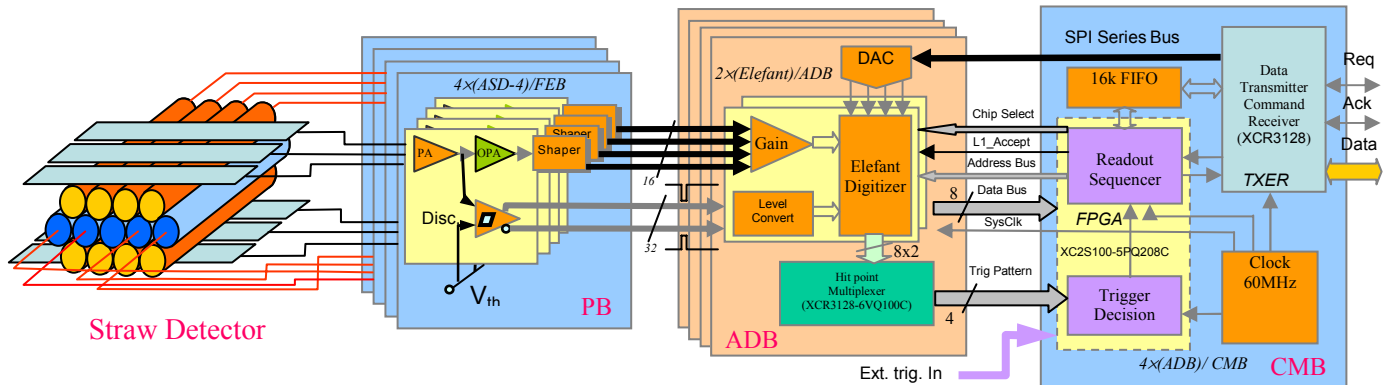 Straw Detector
4×(ASD-4)/FEB
PA
OPA
Shaper
Shaper
Disc
Vth
PB
16
32
2×(Elefant)/ADB
DAC
Gain
Elefant
Digitizer
Level
Convert
8x2
Hit point
Multiplexer
(XCR3128-6VQ100C)
ADB
Chip Select
L1_Accept
Address Bus
8
Data Bus
SysClk
Trig Pattern
4
Ext. trig. In
SPI Series Bus
16k FIFO
Readout
Sequencer
FPGA
XC2S100-5PQ208C
Trigger
Decision
4×(ADB)/ CMB
Data
Transmitter
Command
Receiver
(XCR3128)
TXER
Clock
60MHz
CMB
Req
Ack
Data